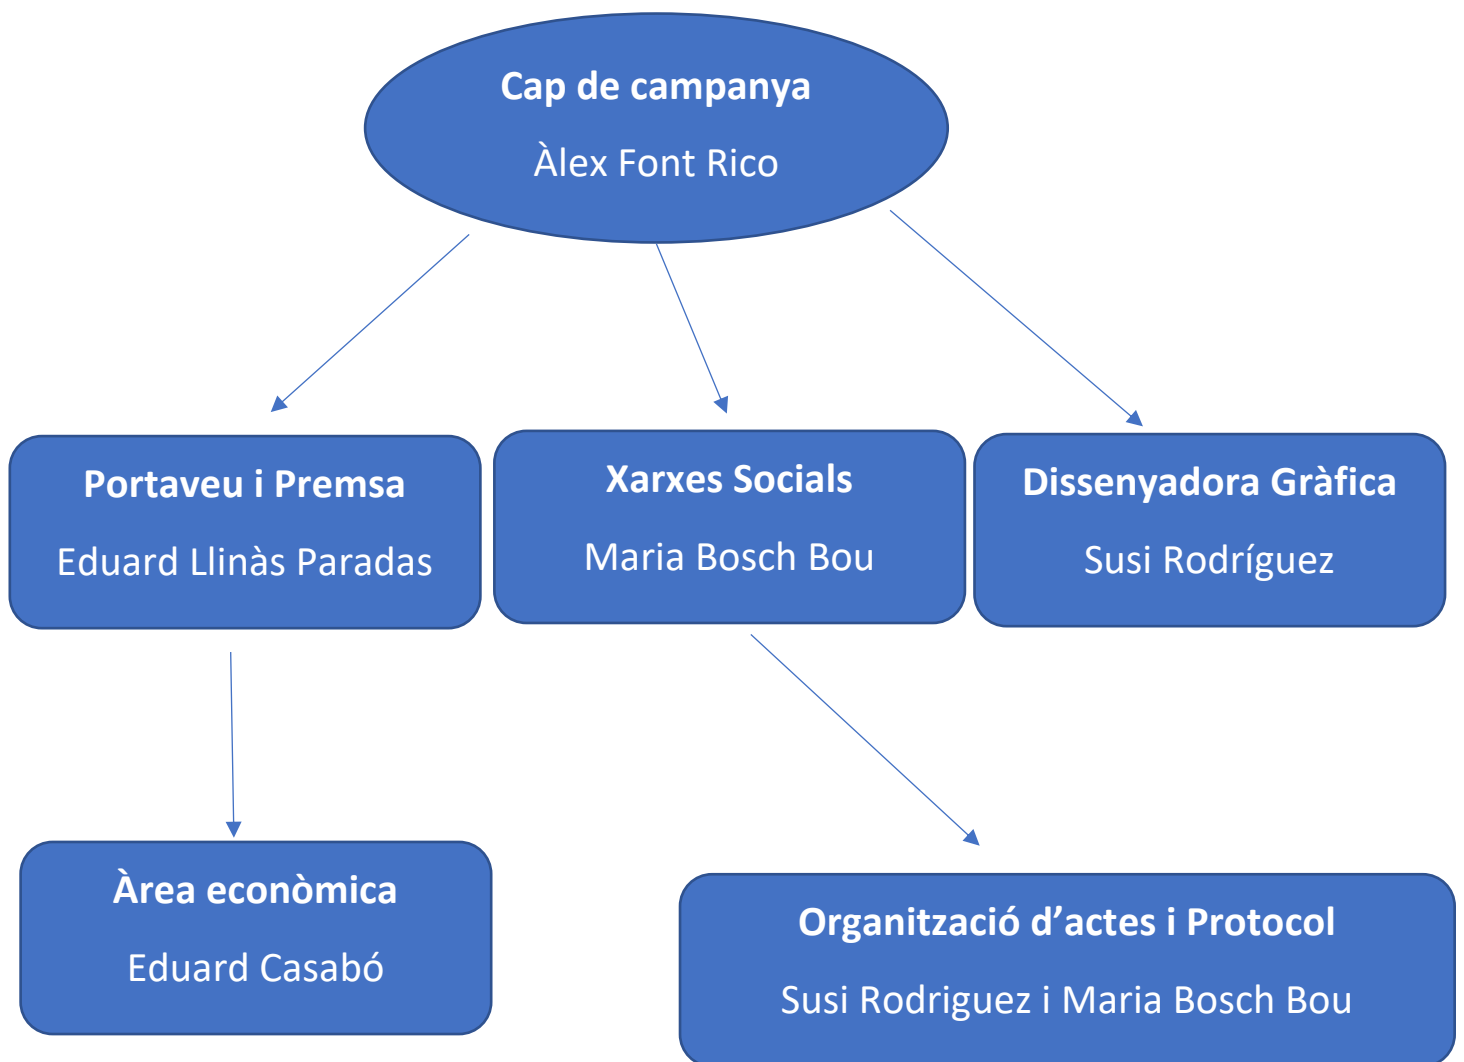 Cap de campanya
Àlex Font Rico
Portaveu i Premsa
Eduard Llinàs Paradas
Xarxes Socials
Maria Bosch Bou
Dissenyadora Gràfica
Susi Rodríguez
Àrea econòmica
Eduard Casabó
Organització d’actes i Protocol
Susi Rodriguez i Maria Bosch Bou